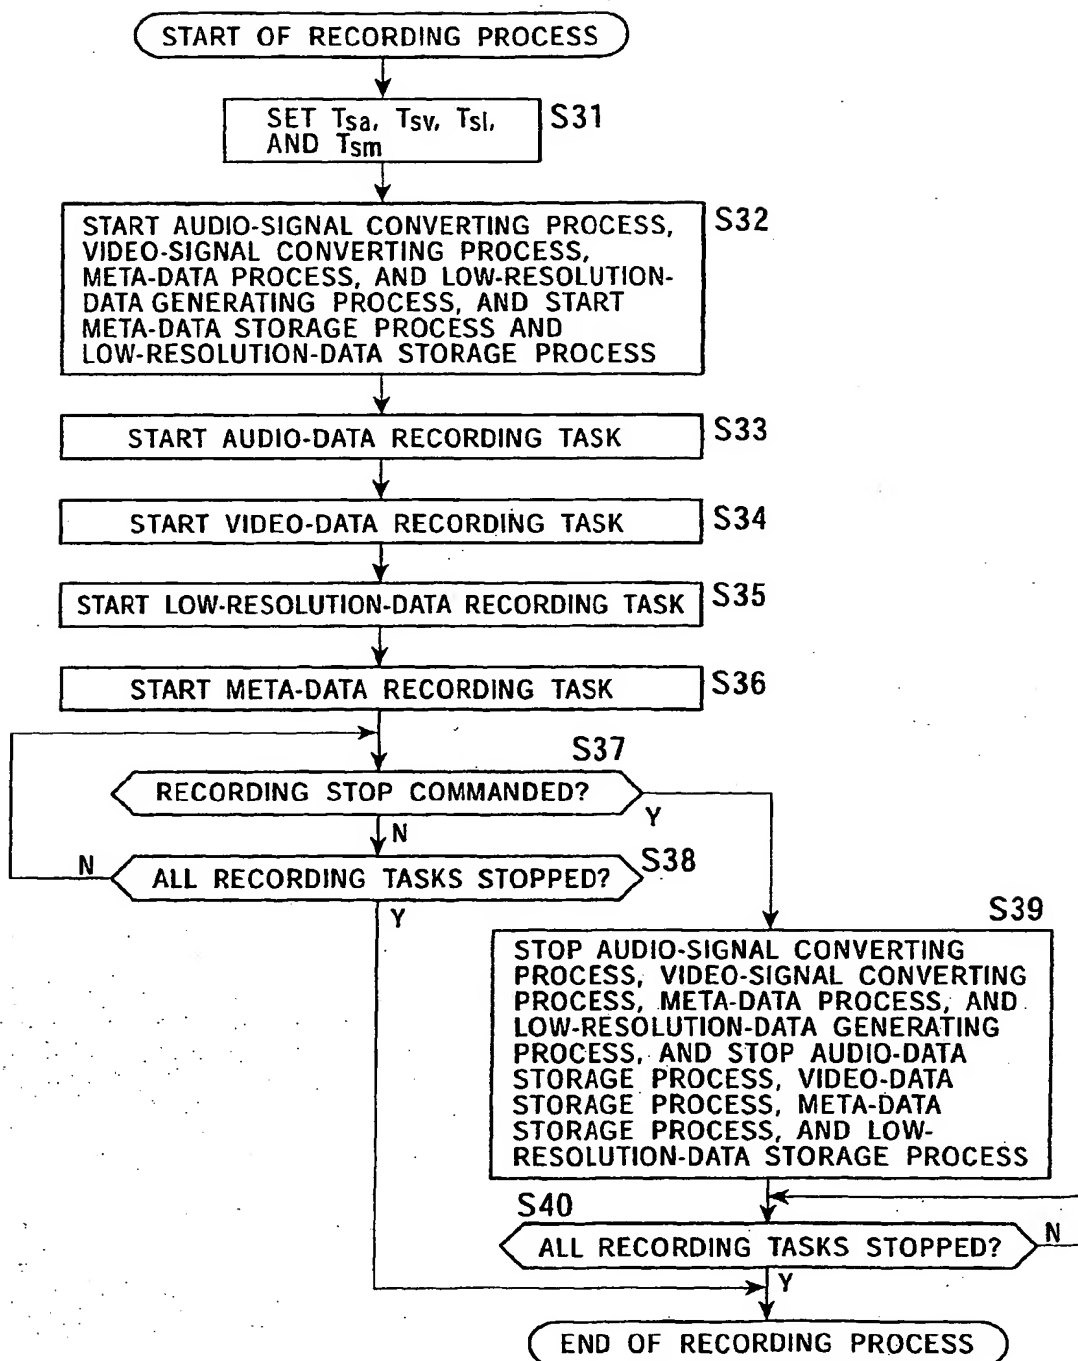 START OF RECORDING PROCESS
SET Tsa, Tsv, Tsl,
AND Tsm
S31
START AUDIO-SIGNAL CONVERTING PROCESS,
VIDEO-SIGNAL CONVERTING PROCESS,
META-DATA PROCESS, AND LOW-RESOLUTION-
DATA GENERATING PROCESS, AND START
META-DATA STORAGE PROCESS AND
LOW-RESOLUTION-DATA STORAGE PROCESS
S32
START AUDIO-DATA RECORDING TASK
S33
START VIDEO-DATA RECORDING TASK
S34
START LOW-RESOLUTION-DATA RECORDING TASK
S35
START META-DATA RECORDING TASK
S36
S37
RECORDING STOP COMMANDED?
Y
N
N
ALL RECORDING TASKS STOPPED?
S38
Y
S39
STOP AUDIO-SIGNAL CONVERTING
PROCESS, VIDEO-SIGNAL CONVERTING
PROCESS, META-DATA PROCESS, AND
LOW-RESOLUTION-DATA GENERATING
PROCESS, AND STOP AUDIO-DATA
STORAGE PROCESS, VIDEO-DATA
STORAGE PROCESS, META-DATA
STORAGE PROCESS, AND LOW-
RESOLUTION-DATA STORAGE PROCESS
S40
ALL RECORDING TASKS STOPPED?
N
Y
END OF RECORDING PROCESS